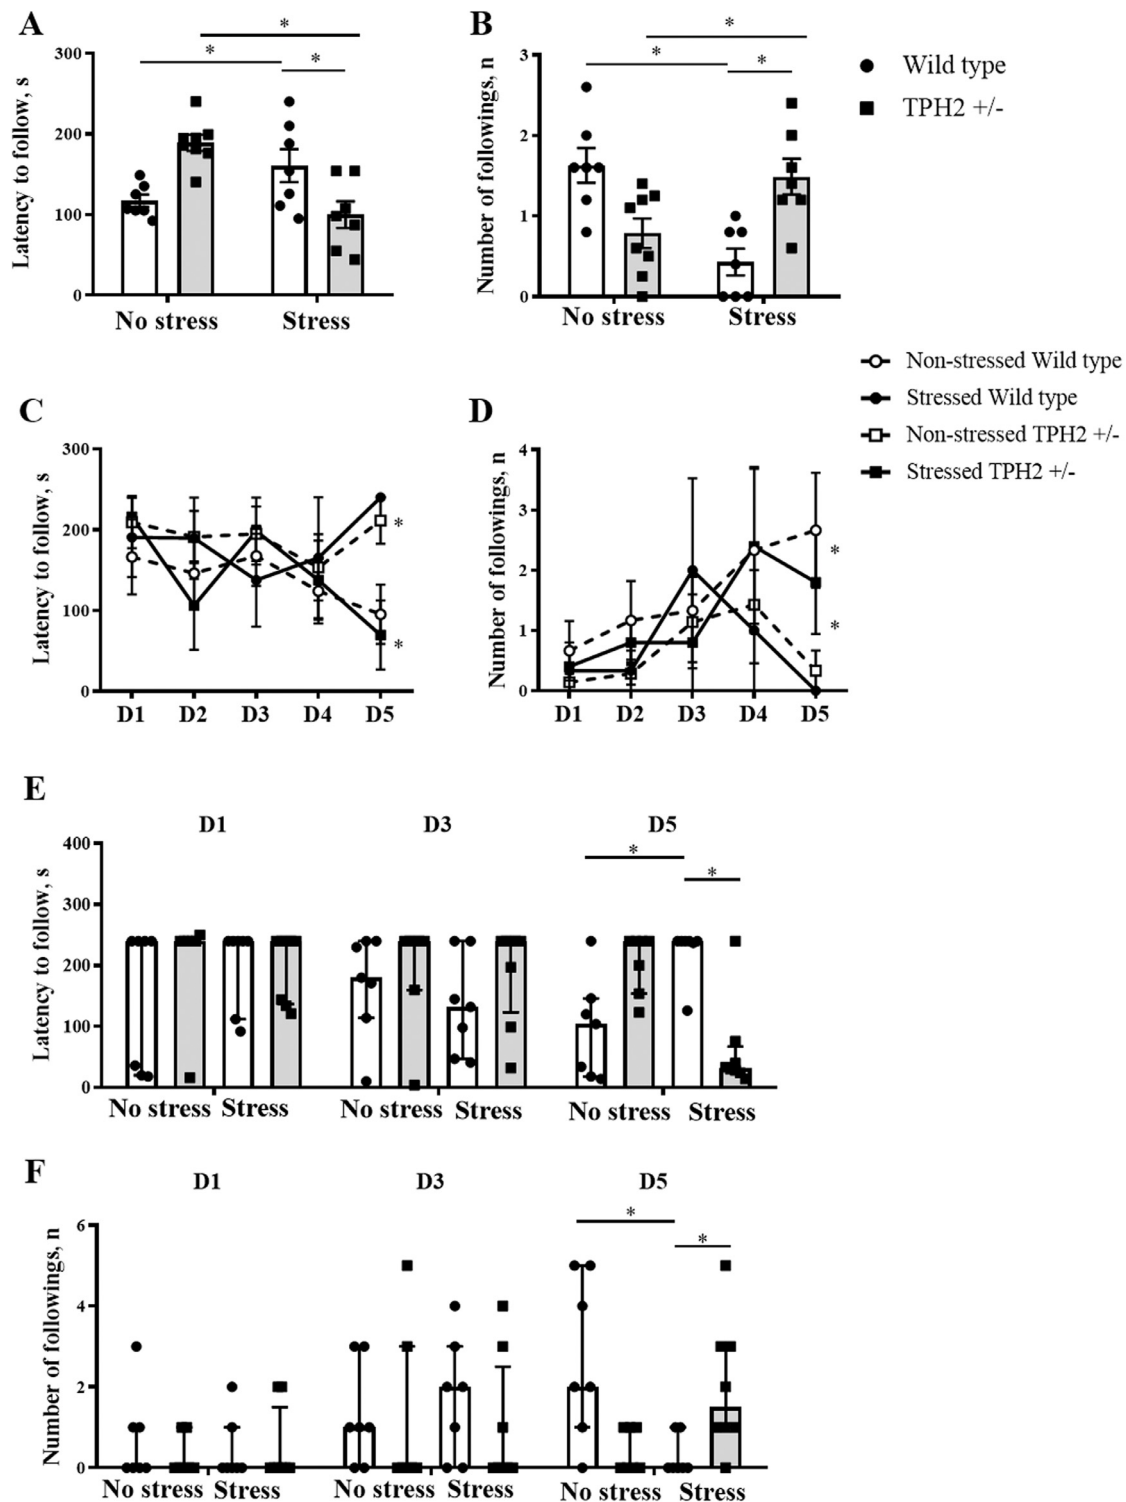 A
B
*
*
*
*
*
*
Wild type
TPH2 +/-
Latency to follow, s
300
200
100
0
No stress
Stress
Number of followings, n
3
2
1
0
No stress
Stress
Non-stressed Wild type
Stressed Wild type
Non-stressed TPH2 +/-
Stressed TPH2 +/-
C
D
Latency to follow, s
300
200
100
0
D1 D2 D3 D4 D5
*
*
Number of followings, n
4
3
2
1
0
D1 D2 D3 D4 D5
*
*
E
D1 D3 D5
Latency to follow, s
400
300
200
100
0
*
*
No stress Stress No stress Stress No stress Stress
F
D1 D3 D5
Number of followings, n
6
4
2
0
*
*
No stress Stress No stress Stress No stress Stress